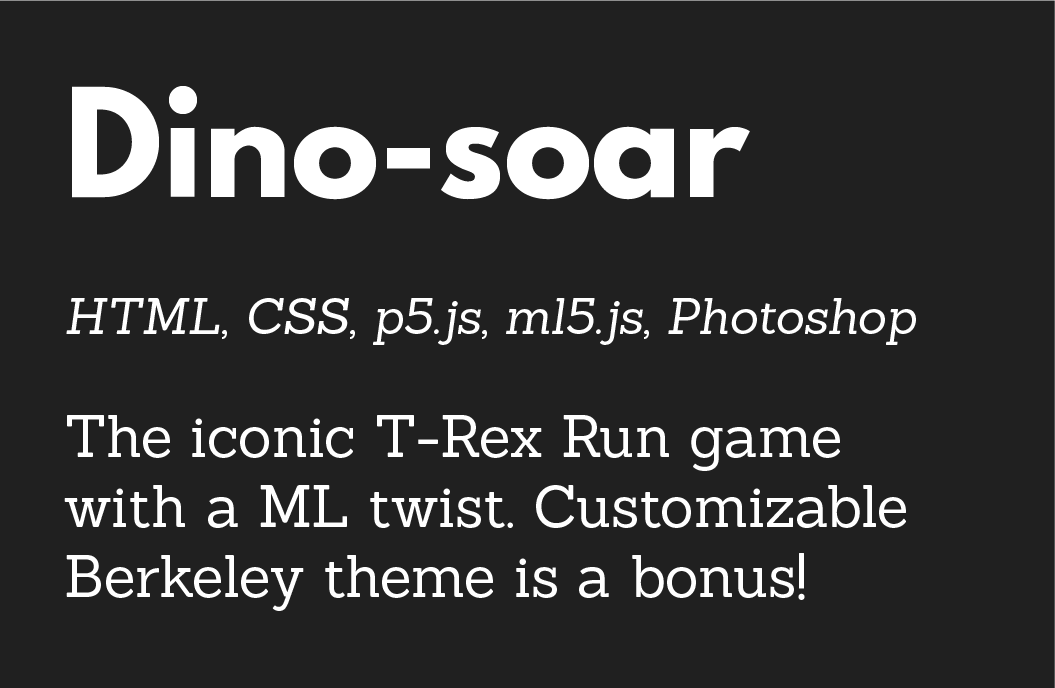 Dino-soar
HTML, CSS, p5.js, ml5.js, Photoshop
The iconic T-Rex Run game
with a ML twist. Customizable
Berkeley theme is a bonus!